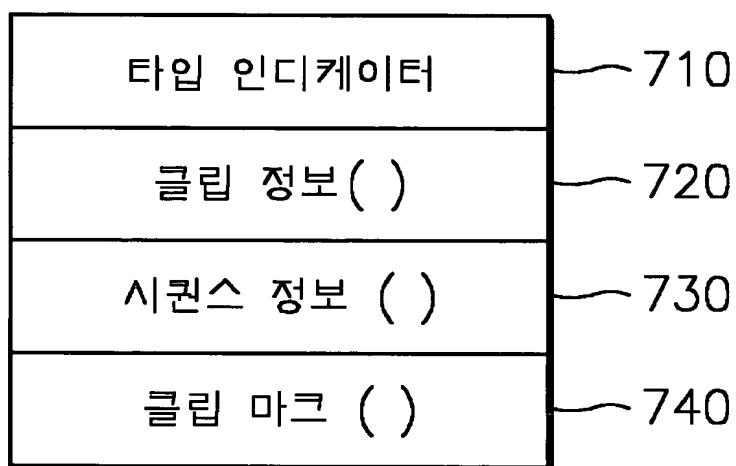 타입 인디케이터 710
클립 정보( ) 720
시퀀스 정보 ( ) 730
클립 마크 ( ) 740